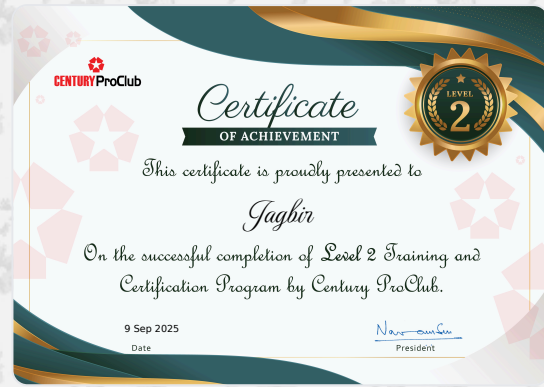 CENTURY ProClub
Certificate
OF ACHIEVEMENT
LEVEL
2
This certificate is proudly presented to
Jagbir
On the successful completion of Level 2 Training and
Certification Program by Century ProClub.
9 Sep 2025
Date
President